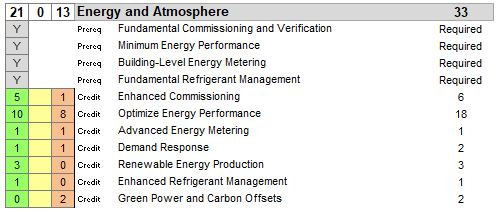 21 0 13 Energy and Atmosphere 33
Y Prereq Fundamental Commissioning and Verification Required
Y Prereq Minimum Energy Performance Required
Y Prereq Building-Level Energy Metering Required
Y Prereq Fundamental Refrigerant Management Required
5 1 Credit Enhanced Commissioning 6
10 8 Credit Optimize Energy Performance 18
1 1 Credit Advanced Energy Metering 1
1 1 Credit Demand Response 2
3 0 Credit Renewable Energy Production 3
1 0 Credit Enhanced Refrigerant Management 1
0 2 Credit Green Power and Carbon Offsets 2